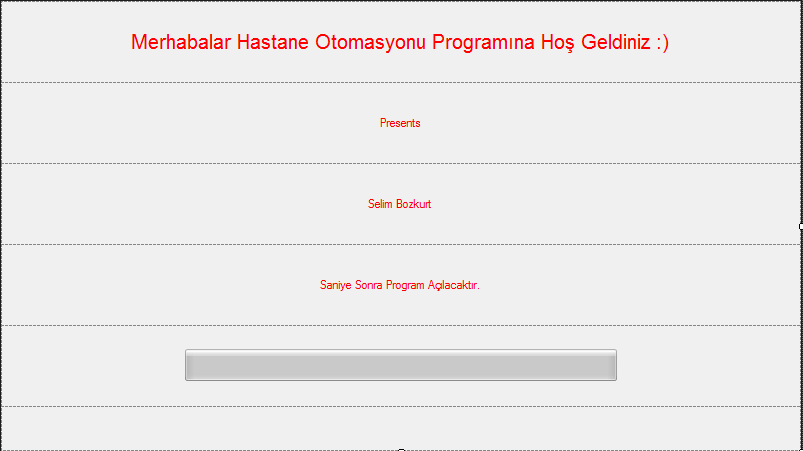 Merhabalar Hastane Otomasyonu Programına Hoş Geldiniz :)
Presents
Selim Bozkurt
Saniye Sonra Program Açılacaktır.